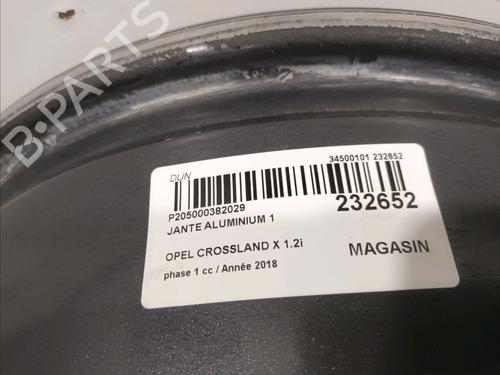 B-PARTS
DUN
34500101 232652
P205000382029
232652
JANTE ALUMINIUM 1
OPEL CROSSLAND X 1.2i
MAGASIN
phase 1 cc / Année 2018